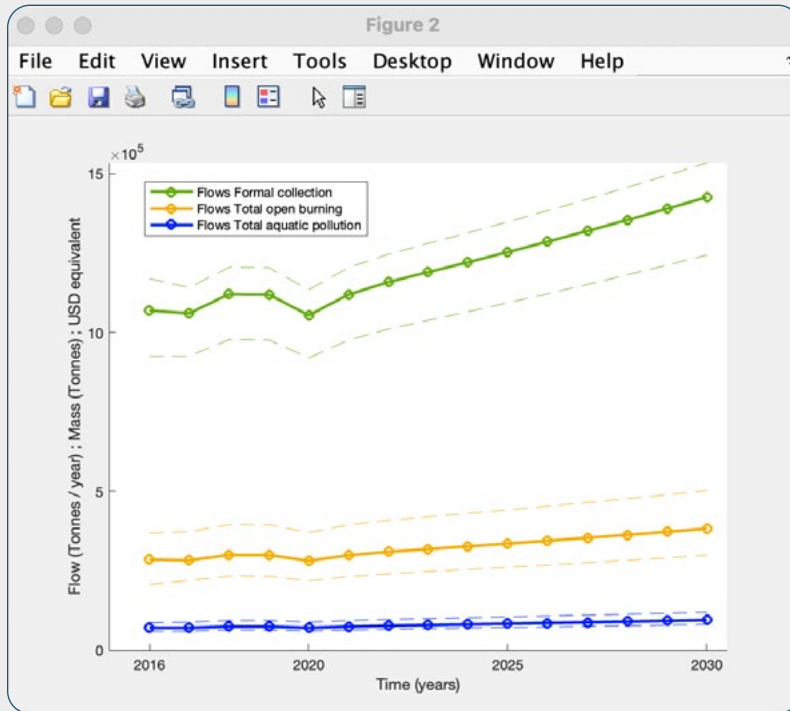 Figure 2
File Edit View Insert Tools Desktop Window Help
×10⁵
15
10
5
0
Flow (Tonnes / year) ; Mass (Tonnes) ; USD equivalent
Flows Formal collection
Flows Total open burning
Flows Total aquatic pollution
2016 2020 2025 2030
Time (years)